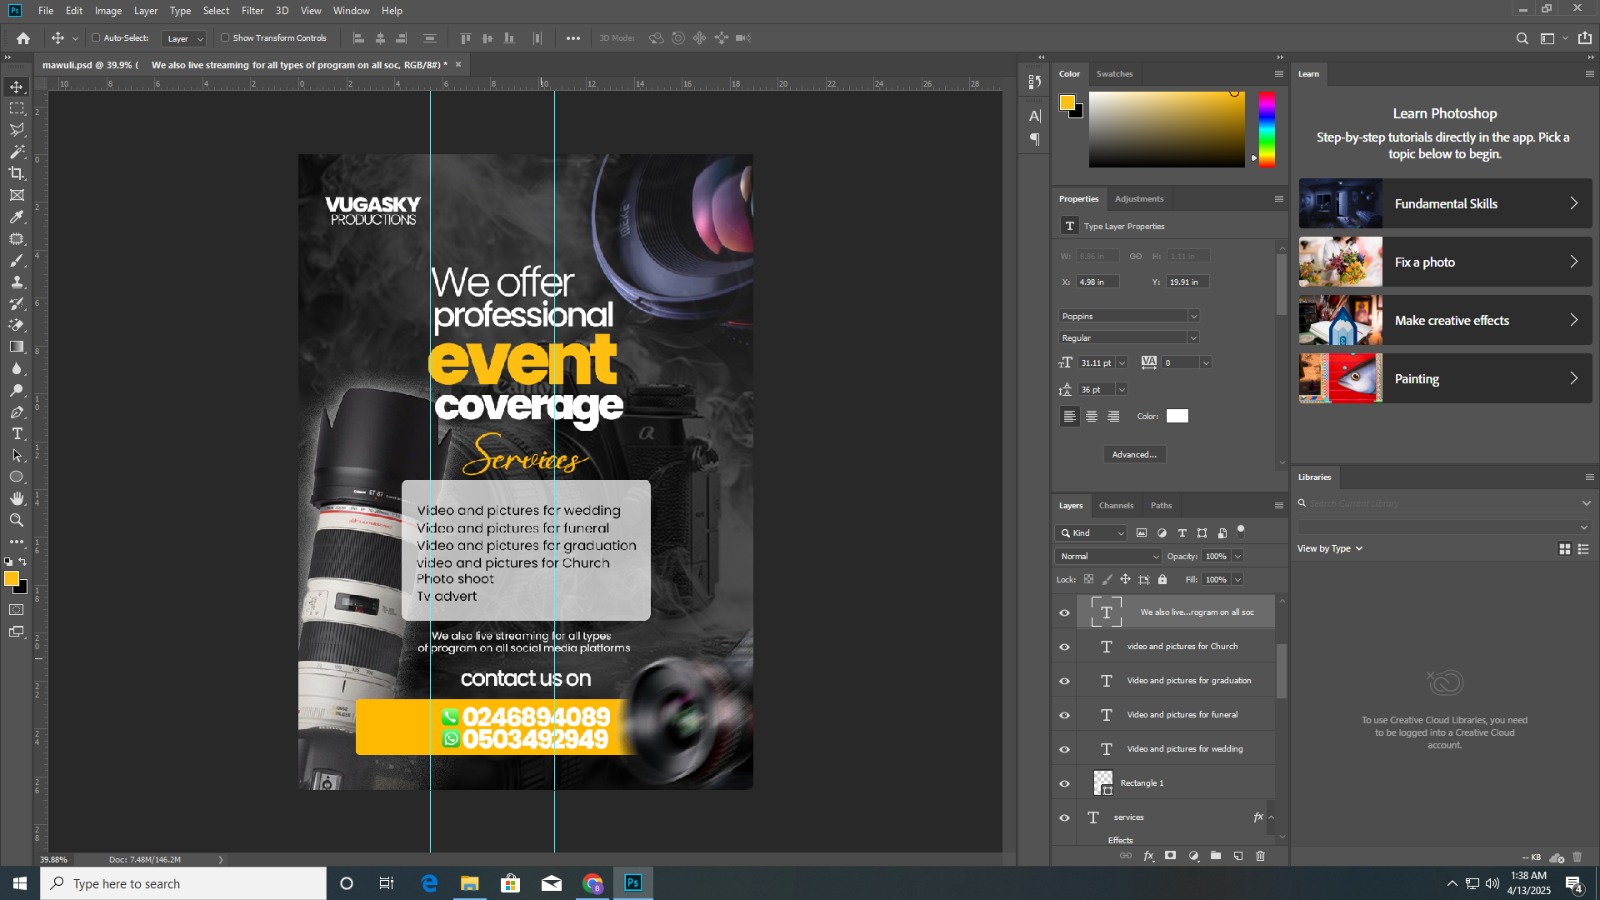 File Edit Image Layer Type Select Filter 3D View Window Help
Auto-Select: Layer Show Transform Controls 3D Mode:
mawuli.psd @ 39.9% ( We also live streaming for all types of program on all soc, RGB/8#) *
VUGASKY
PRODUCTIONS
We offer
professional
event
coverage
Services
Video and pictures for wedding
Video and pictures for funeral
Video and pictures for graduation
video and pictures for Church
Photo shoot
Tv advert
We also live streaming for all types
of program on all social media platforms
contact us on
0246894089
0503492949
39.88% Doc: 7.48M/146.2M
Color Swatches
Properties Adjustments
Type Layer Properties
W: 8.86 in H: 1.11 in
X: 4.98 in Y: 19.91 in
Poppins
Regular
31.11 pt VA 0
36 pt
Color:
Advanced...
Layers Channels Paths
Kind
Normal Opacity: 100%
Lock: Fill: 100%
We also live...rogram on all soc
video and pictures for Church
Video and pictures for graduation
Video and pictures for funeral
Video and pictures for wedding
Rectangle 1
services fx
Effects
Learn
Learn Photoshop
Step-by-step tutorials directly in the app. Pick a
topic below to begin.
Fundamental Skills
Fix a photo
Make creative effects
Painting
Libraries
Search Current Library
View by Type
To use Creative Cloud Libraries, you need
to be logged into a Creative Cloud
account.
-- KB
Type here to search
1:38 AM
4/13/2025
4